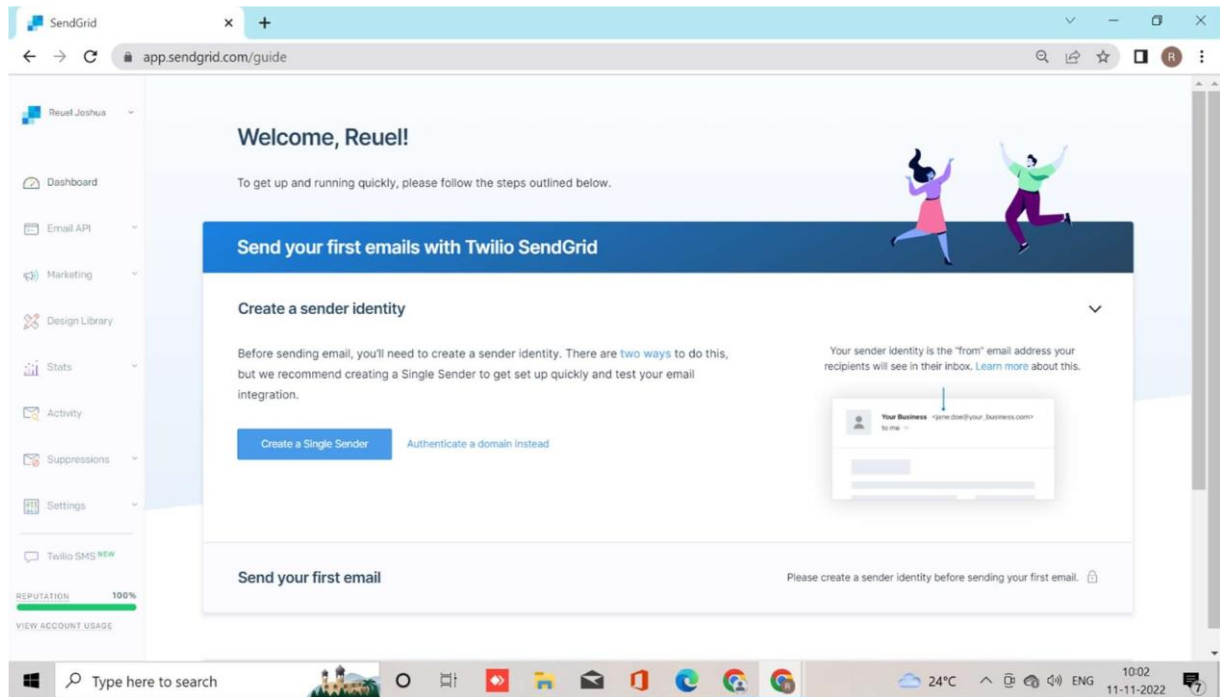 SendGrid
app.sendgrid.com/guide
R
Reuel Joshua
Dashboard
Email API
Marketing
Design Library
Stats
Activity
Suppressions
Settings
Twilio SMS NEW
REPUTATION 100%
VIEW ACCOUNT USAGE
Welcome, Reuel!
To get up and running quickly, please follow the steps outlined below.
Send your first emails with Twilio SendGrid
Create a sender identity
Before sending email, you'll need to create a sender identity. There are two ways to do this,
but we recommend creating a Single Sender to get set up quickly and test your email
integration.
Create a Single Sender
Authenticate a domain instead
Your sender identity is the "from" email address your
recipients will see in their inbox. Learn more about this.
Your Business <jane.doe@your_business.com>
to me
Send your first email
Please create a sender identity before sending your first email.
Type here to search
24°C
ENG
10:02
11-11-2022
7